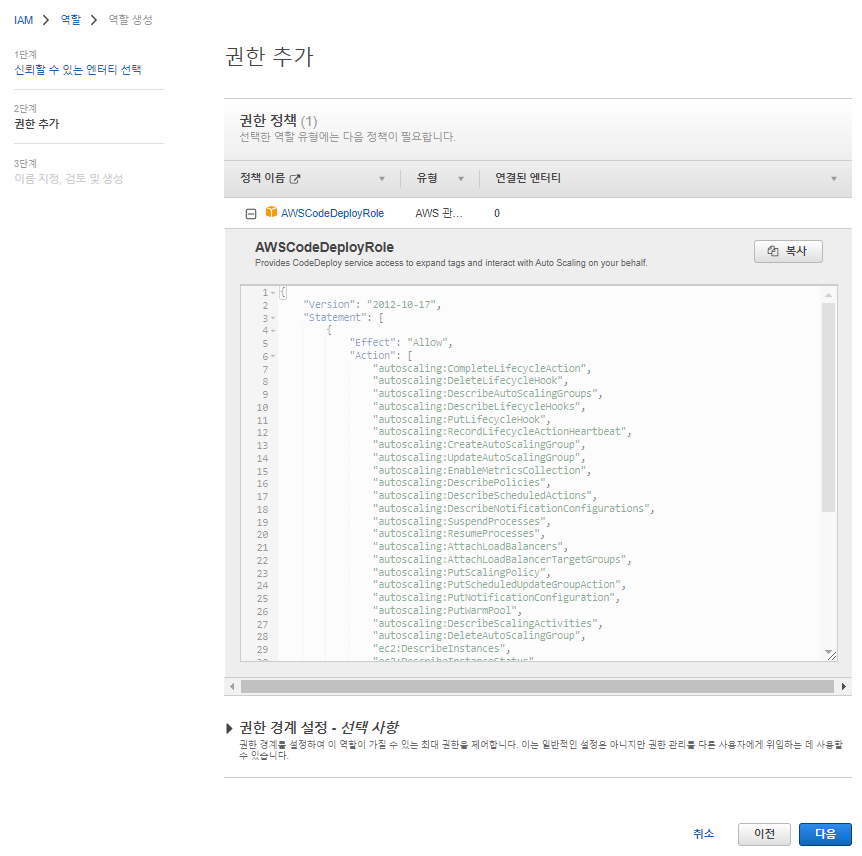 IAM > 역할 > 역할 생성
1단계
신뢰할 수 있는 엔터티 선택
2단계
권한 추가
3단계
이름 지정, 검토 및 생성
권한 추가
권한 정책 (1)
선택한 역할 유형에는 다음 정책이 필요합니다.
정책 이름 유형 연결된 엔터티
AWSCodeDeployRole AWS 관... 0
AWSCodeDeployRole
Provides CodeDeploy service access to expand tags and interact with Auto Scaling on your behalf.
복사
1 {
2 "Version": "2012-10-17",
3 "Statement": [
4 {
5 "Effect": "Allow",
6 "Action": [
7 "autoscaling:CompleteLifecycleAction",
8 "autoscaling:DeleteLifecycleHook",
9 "autoscaling:DescribeAutoScalingGroups",
10 "autoscaling:DescribeLifecycleHooks",
11 "autoscaling:PutLifecycleHook",
12 "autoscaling:RecordLifecycleActionHeartbeat",
13 "autoscaling:CreateAutoScalingGroup",
14 "autoscaling:UpdateAutoScalingGroup",
15 "autoscaling:EnableMetricsCollection",
16 "autoscaling:DescribePolicies",
17 "autoscaling:DescribeScheduledActions",
18 "autoscaling:DescribeNotificationConfigurations",
19 "autoscaling:SuspendProcesses",
20 "autoscaling:ResumeProcesses",
21 "autoscaling:AttachLoadBalancers",
22 "autoscaling:AttachLoadBalancerTargetGroups",
23 "autoscaling:PutScalingPolicy",
24 "autoscaling:PutScheduledUpdateGroupAction",
25 "autoscaling:PutNotificationConfiguration",
26 "autoscaling:PutWarmPool",
27 "autoscaling:DescribeScalingActivities",
28 "autoscaling:DeleteAutoScalingGroup",
29 "ec2:DescribeInstances",
30 "ec2:DescribeInstanceStatus"
권한 경계 설정 - 선택 사항
권한 경계를 설정하여 이 역할이 가질 수 있는 최대 권한을 제어합니다. 이는 일반적인 설정은 아니지만 권한 관리를 다른 사용자에게 위임하는 데 사용할
수 있습니다.
취소 이전 다음